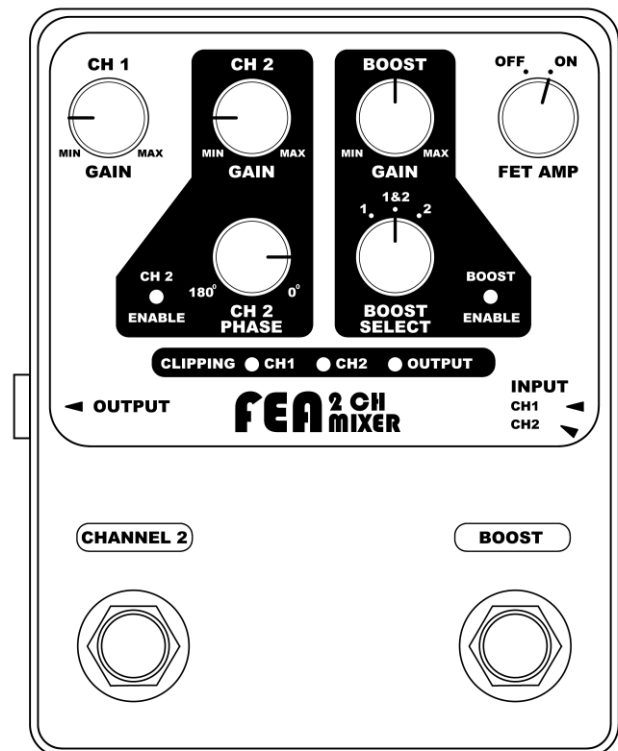 CH 1
MIN MAX
GAIN
CH 2
MIN MAX
GAIN
BOOST
MIN MAX
GAIN
OFF ON
FET AMP
CH 2
ENABLE
180° 0°
CH 2
PHASE
1 1&2 2
BOOST
SELECT
BOOST
ENABLE
CLIPPING CH1 CH2 OUTPUT
OUTPUT
FEA 2 CH
MIXER
INPUT
CH1
CH2
CHANNEL 2
BOOST